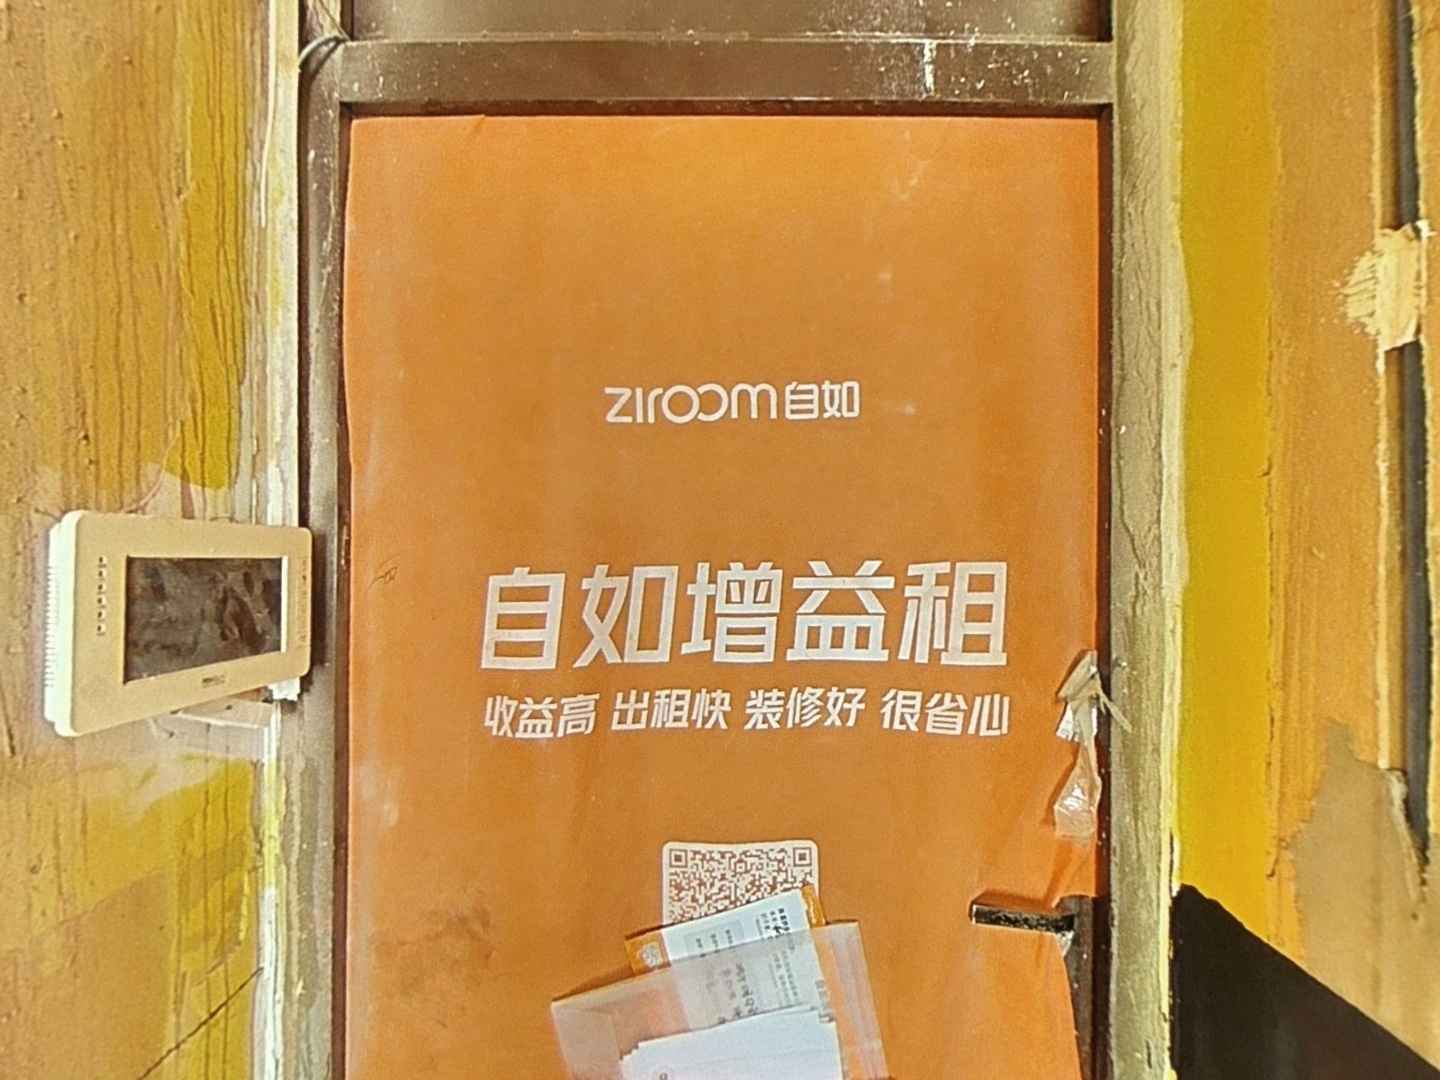 ziroom自如
自如增益租
收益高 出租快 装修好 很省心